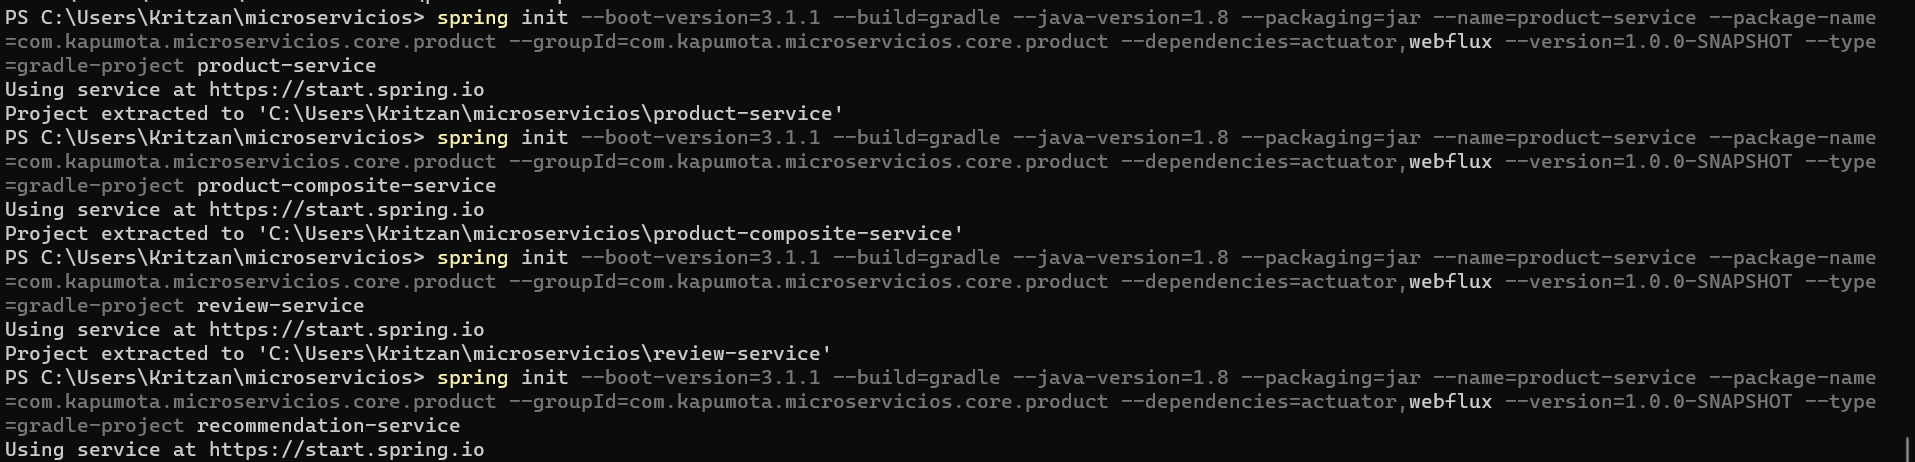 PS C:\Users\Kritzan\microservicios> spring init --boot-version=3.1.1 --build=gradle --java-version=1.8 --packaging=jar --name=product-service --package-name
=com.kapumota.microservicios.core.product --groupId=com.kapumota.microservicios.core.product --dependencies=actuator,webflux --version=1.0.0-SNAPSHOT --type
=gradle-project product-service
Using service at https://start.spring.io
Project extracted to 'C:\Users\Kritzan\microservicios\product-service'
PS C:\Users\Kritzan\microservicios> spring init --boot-version=3.1.1 --build=gradle --java-version=1.8 --packaging=jar --name=product-service --package-name
=com.kapumota.microservicios.core.product --groupId=com.kapumota.microservicios.core.product --dependencies=actuator,webflux --version=1.0.0-SNAPSHOT --type
=gradle-project product-composite-service
Using service at https://start.spring.io
Project extracted to 'C:\Users\Kritzan\microservicios\product-composite-service'
PS C:\Users\Kritzan\microservicios> spring init --boot-version=3.1.1 --build=gradle --java-version=1.8 --packaging=jar --name=product-service --package-name
=com.kapumota.microservicios.core.product --groupId=com.kapumota.microservicios.core.product --dependencies=actuator,webflux --version=1.0.0-SNAPSHOT --type
=gradle-project review-service
Using service at https://start.spring.io
Project extracted to 'C:\Users\Kritzan\microservicios\review-service'
PS C:\Users\Kritzan\microservicios> spring init --boot-version=3.1.1 --build=gradle --java-version=1.8 --packaging=jar --name=product-service --package-name
=com.kapumota.microservicios.core.product --groupId=com.kapumota.microservicios.core.product --dependencies=actuator,webflux --version=1.0.0-SNAPSHOT --type
=gradle-project recommendation-service
Using service at https://start.spring.io